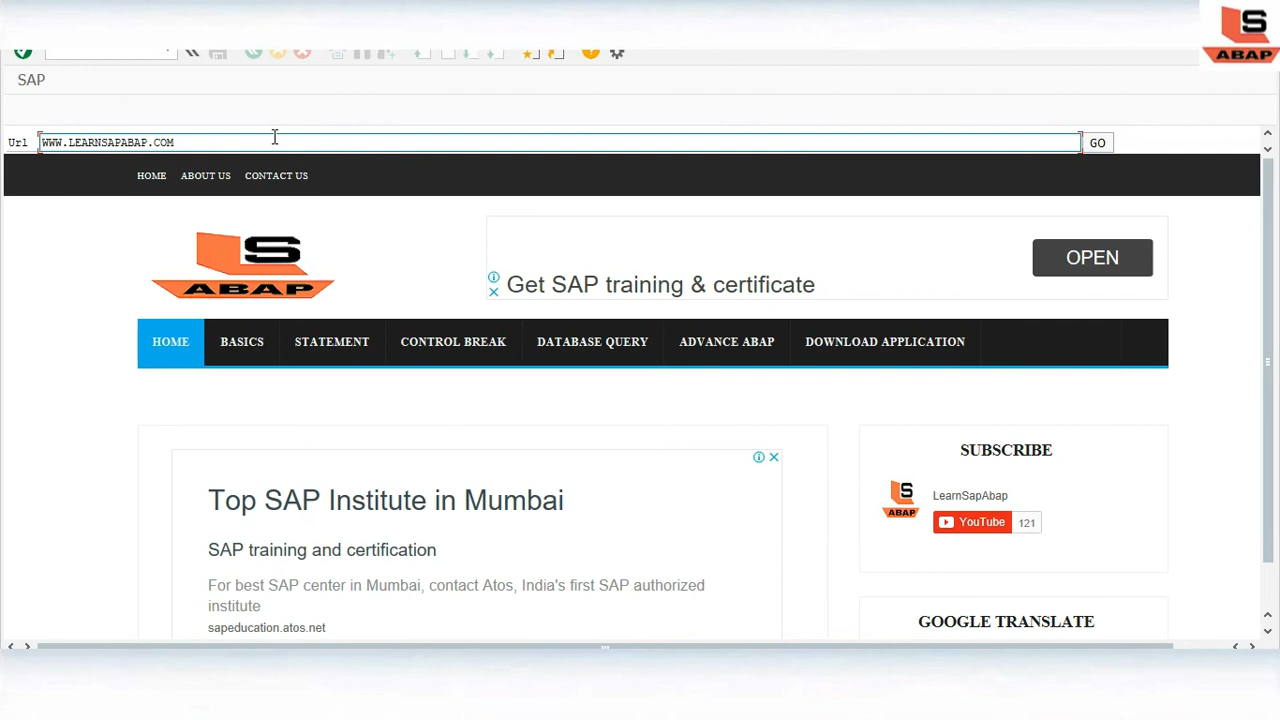 S
ABAP
SAP
Url WWW.LEARNSAPABAP.COM GO
HOME ABOUT US CONTACT US
S
ABAP
Get SAP training & certificate
OPEN
HOME BASICS STATEMENT CONTROL BREAK DATABASE QUERY ADVANCE ABAP DOWNLOAD APPLICATION
Top SAP Institute in Mumbai
SAP training and certification
For best SAP center in Mumbai, contact Atos, India's first SAP authorized
institute
sapeducation.atos.net
SUBSCRIBE
S
ABAP
LearnSapAbap
YouTube 121
GOOGLE TRANSLATE